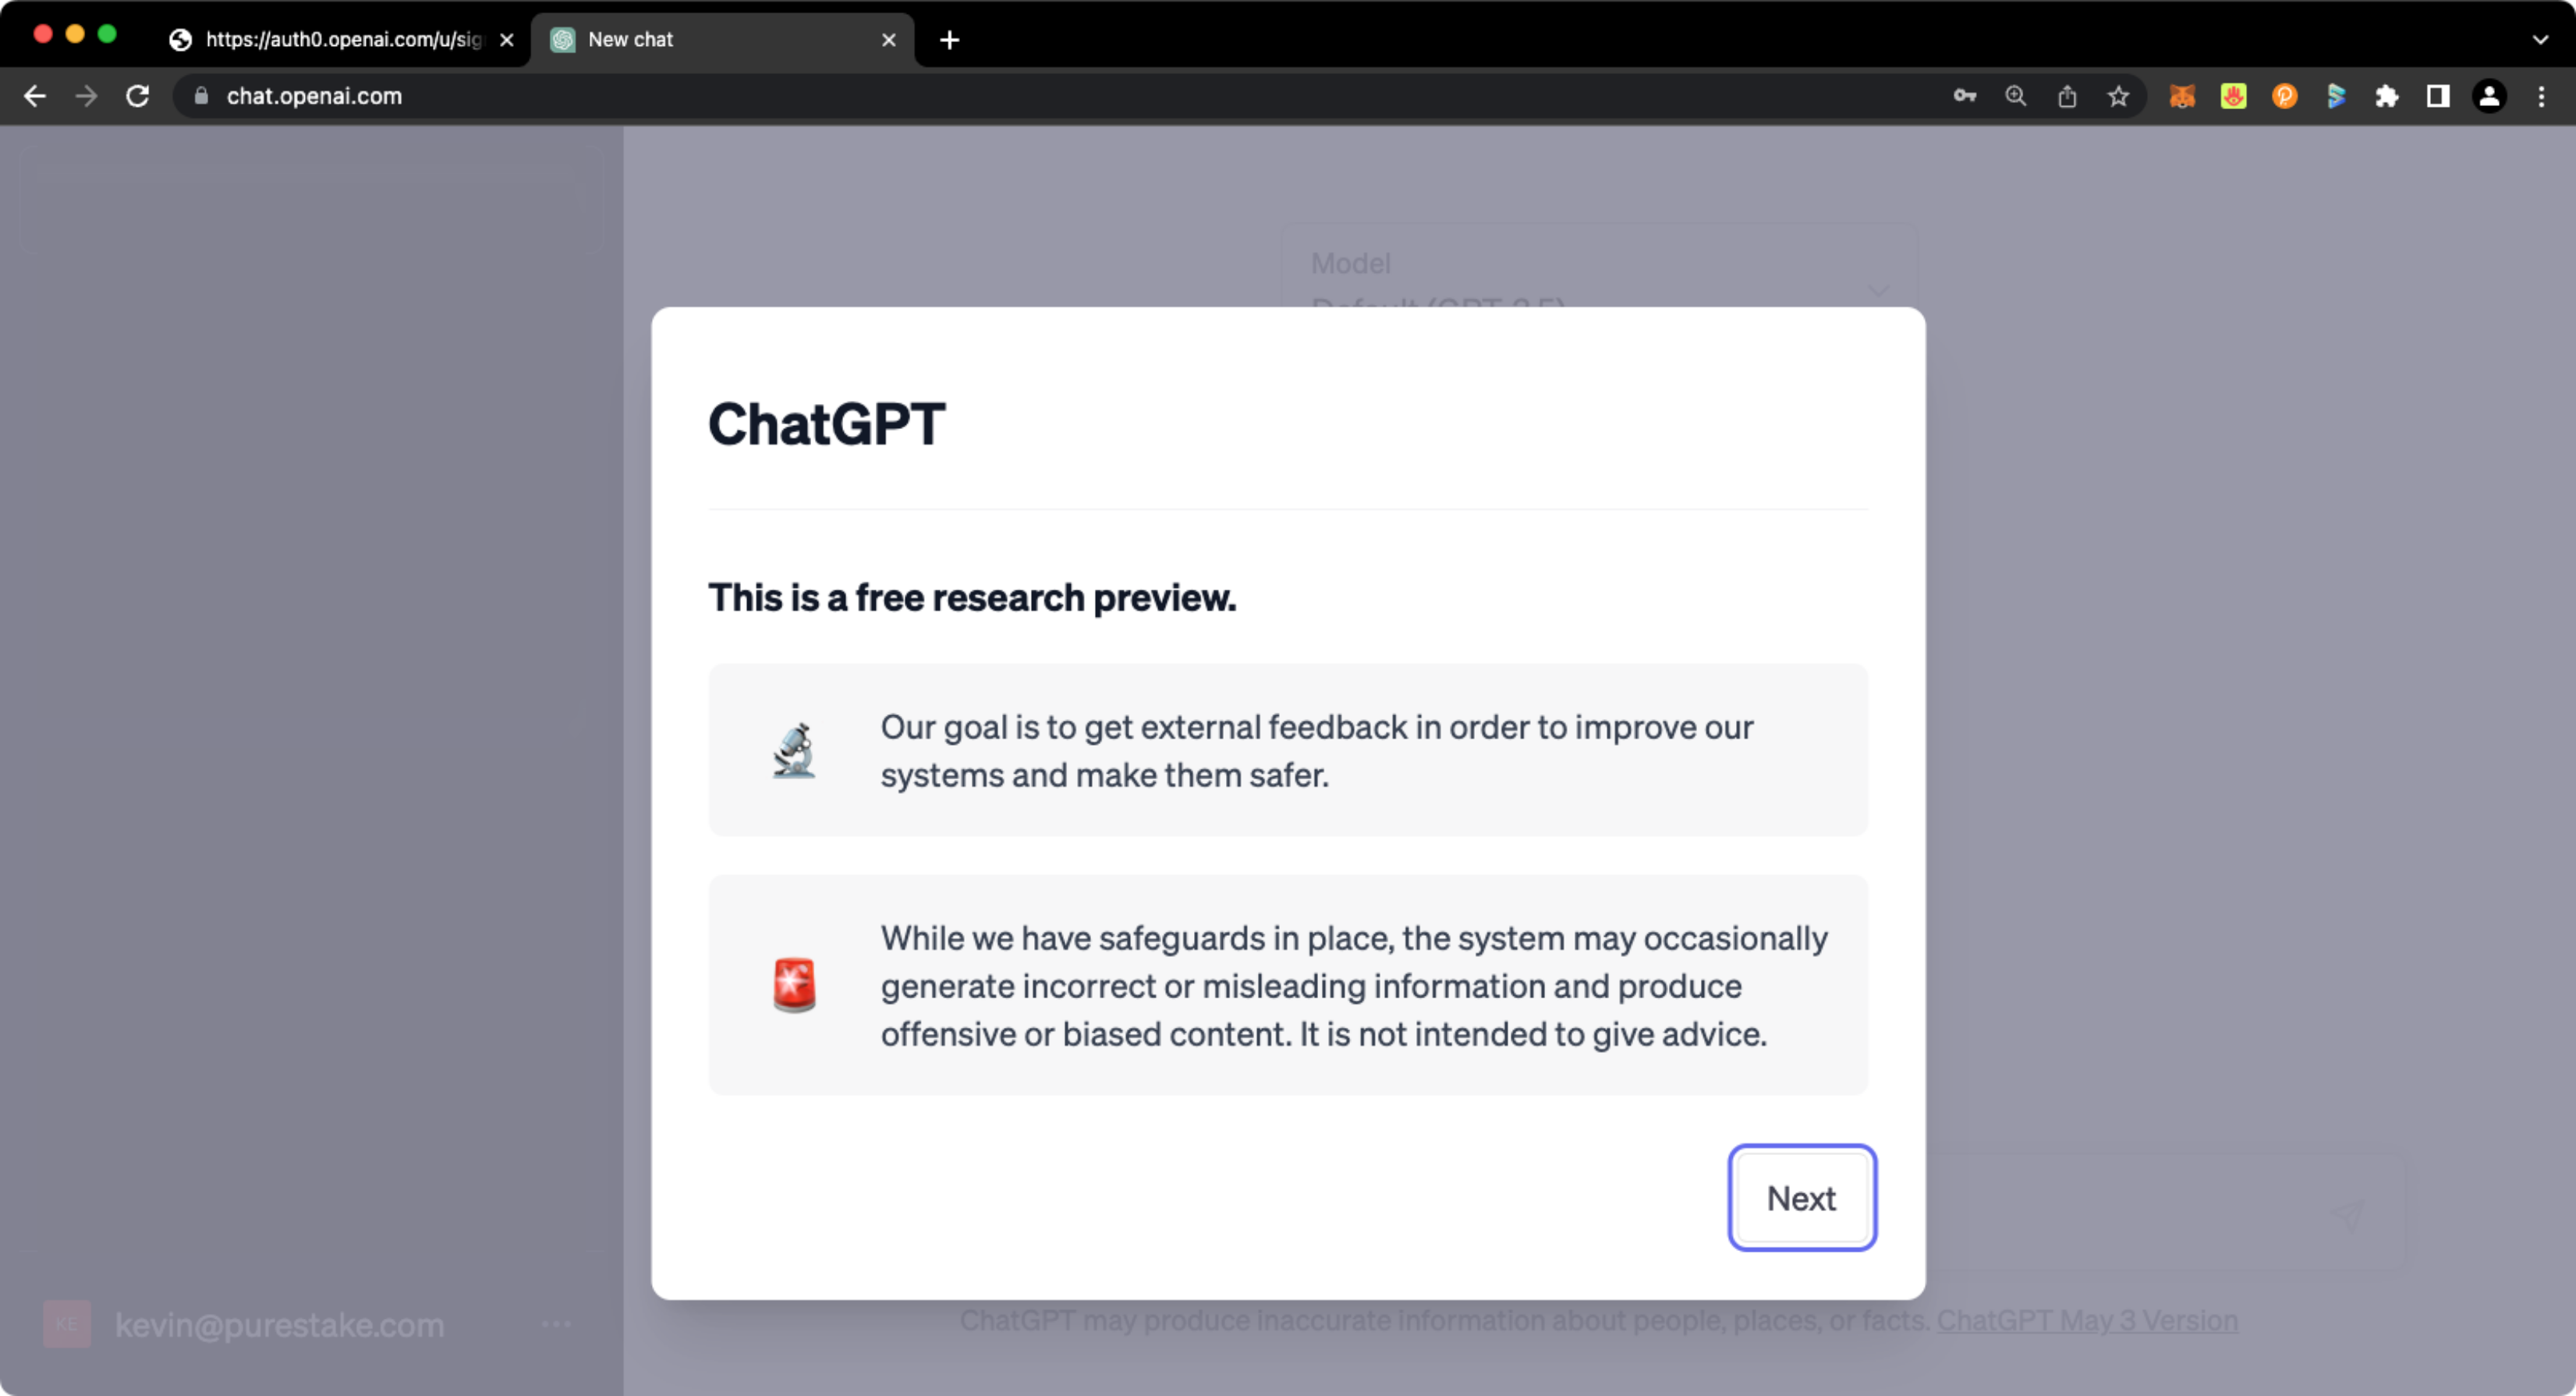 https://auth0.openai.com/u/sig
New chat
chat.openai.com
Model
Default (GPT-3.5)
ChatGPT
This is a free research preview.
Our goal is to get external feedback in order to improve our
systems and make them safer.
While we have safeguards in place, the system may occasionally
generate incorrect or misleading information and produce
offensive or biased content. It is not intended to give advice.
Next
KE
kevin@purestake.com
ChatGPT may produce inaccurate information about people, places, or facts. ChatGPT May 3 Version